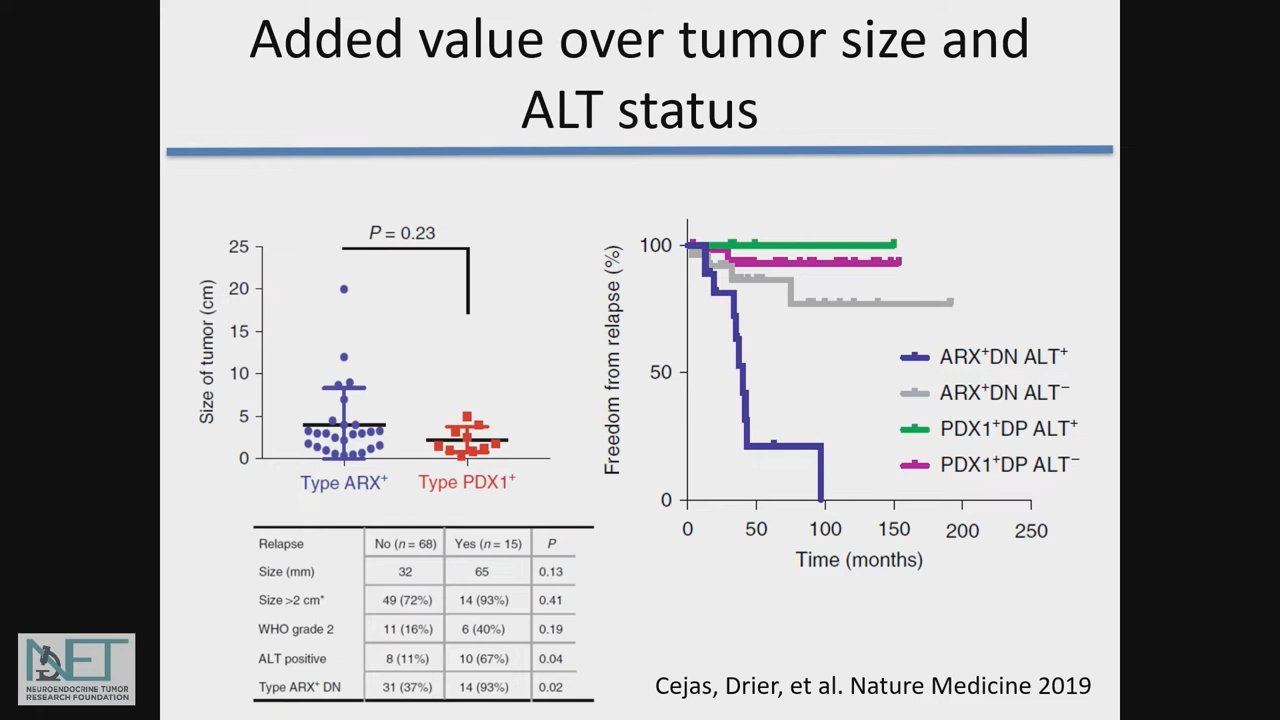 Added value over tumor size and
ALT status
P = 0.23
25
20
15
10
5
0
Size of tumor (cm)
Type ARX⁺
Type PDX1⁺
Relapse No (n = 68) Yes (n = 15) P
Size (mm) 32 65 0.13
Size >2 cm* 49 (72%) 14 (93%) 0.41
WHO grade 2 11 (16%) 6 (40%) 0.19
ALT positive 8 (11%) 10 (67%) 0.04
Type ARX⁺ DN 31 (37%) 14 (93%) 0.02
100
50
0
Freedom from relapse (%)
ARX⁺DN ALT⁺
ARX⁺DN ALT⁻
PDX1⁺DP ALT⁺
PDX1⁺DP ALT⁻
0 50 100 150 200 250
Time (months)
Cejas, Drier, et al. Nature Medicine 2019
NET
NEUROENDOCRINE TUMOR
RESEARCH FOUNDATION